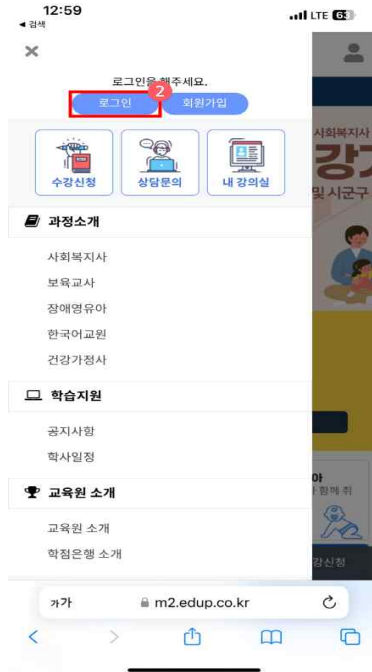 12:59
LTE 63
◀ 검색
로그인을 해주세요.
2
로그인
회원가입
수강신청
상담문의
내 강의실
사회복지사
및 시군구
과정소개
사회복지사
보육교사
장애영유아
한국어교원
건강가정사
학습지원
공지사항
학사일정
교육원 소개
교육원 소개
학점은행 소개
함께 취
강신청
가가
m2.edup.co.kr